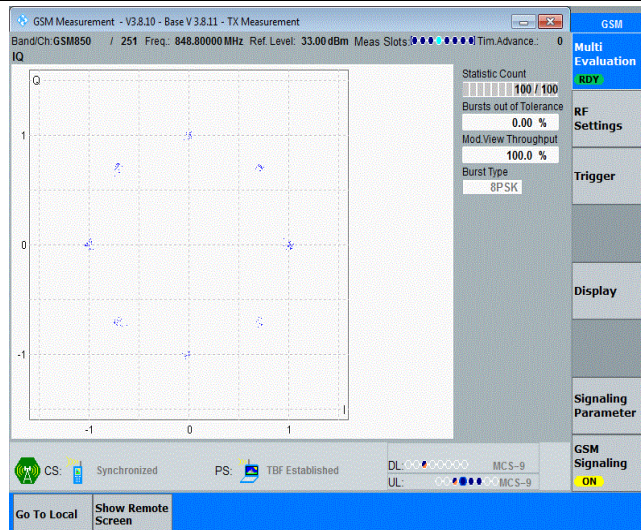 GSM Measurement - V3.8.10 - Base V 3.8.11 - TX Measurement
GSM
Band/Ch:GSM850 / 251 Freq.: 848.80000 MHz Ref. Level: 33.00 dBm Meas Slots: Tim.Advance.: 0
IQ
Multi
Evaluation
RDY
RF
Settings
Trigger
Display
Signaling
Parameter
GSM
Signaling
ON
Statistic Count
100 / 100
Bursts out of Tolerance
0.00 %
Mod.View Throughput
100.0 %
Burst Type
8PSK
Q
1
0
-1
I
-1 0 1
CS: Synchronized PS: TBF Established
DL: MCS-9
UL: MCS-9
Go To Local
Show Remote
Screen